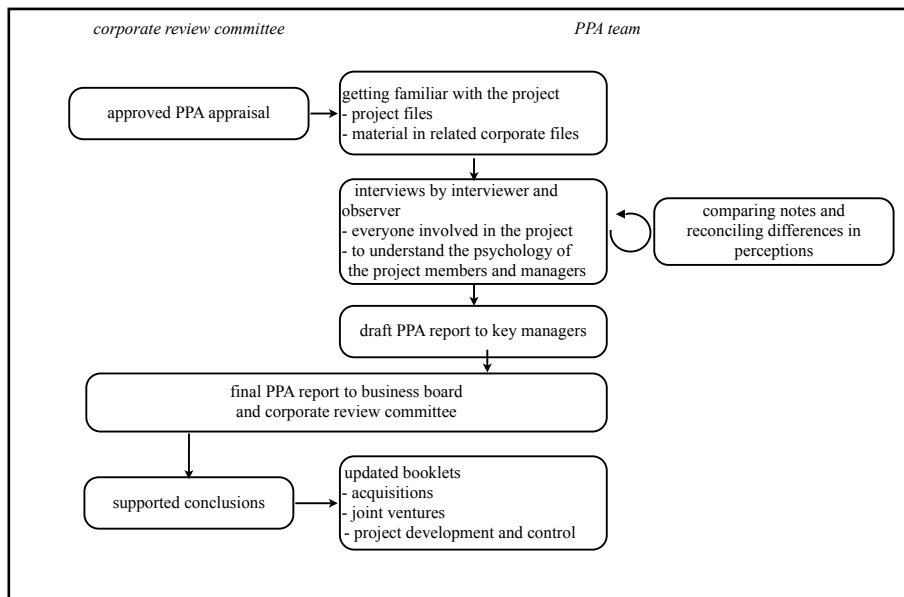 corporate review committee
PPA team
approved PPA appraisal
getting familiar with the project
- project files
- material in related corporate files
interviews by interviewer and
observer
- everyone involved in the project
- to understand the psychology of
the project members and managers
comparing notes and
reconciling differences in
perceptions
draft PPA report to key managers
final PPA report to business board
and corporate review committee
supported conclusions
updated booklets
- acquisitions
- joint ventures
- project development and control